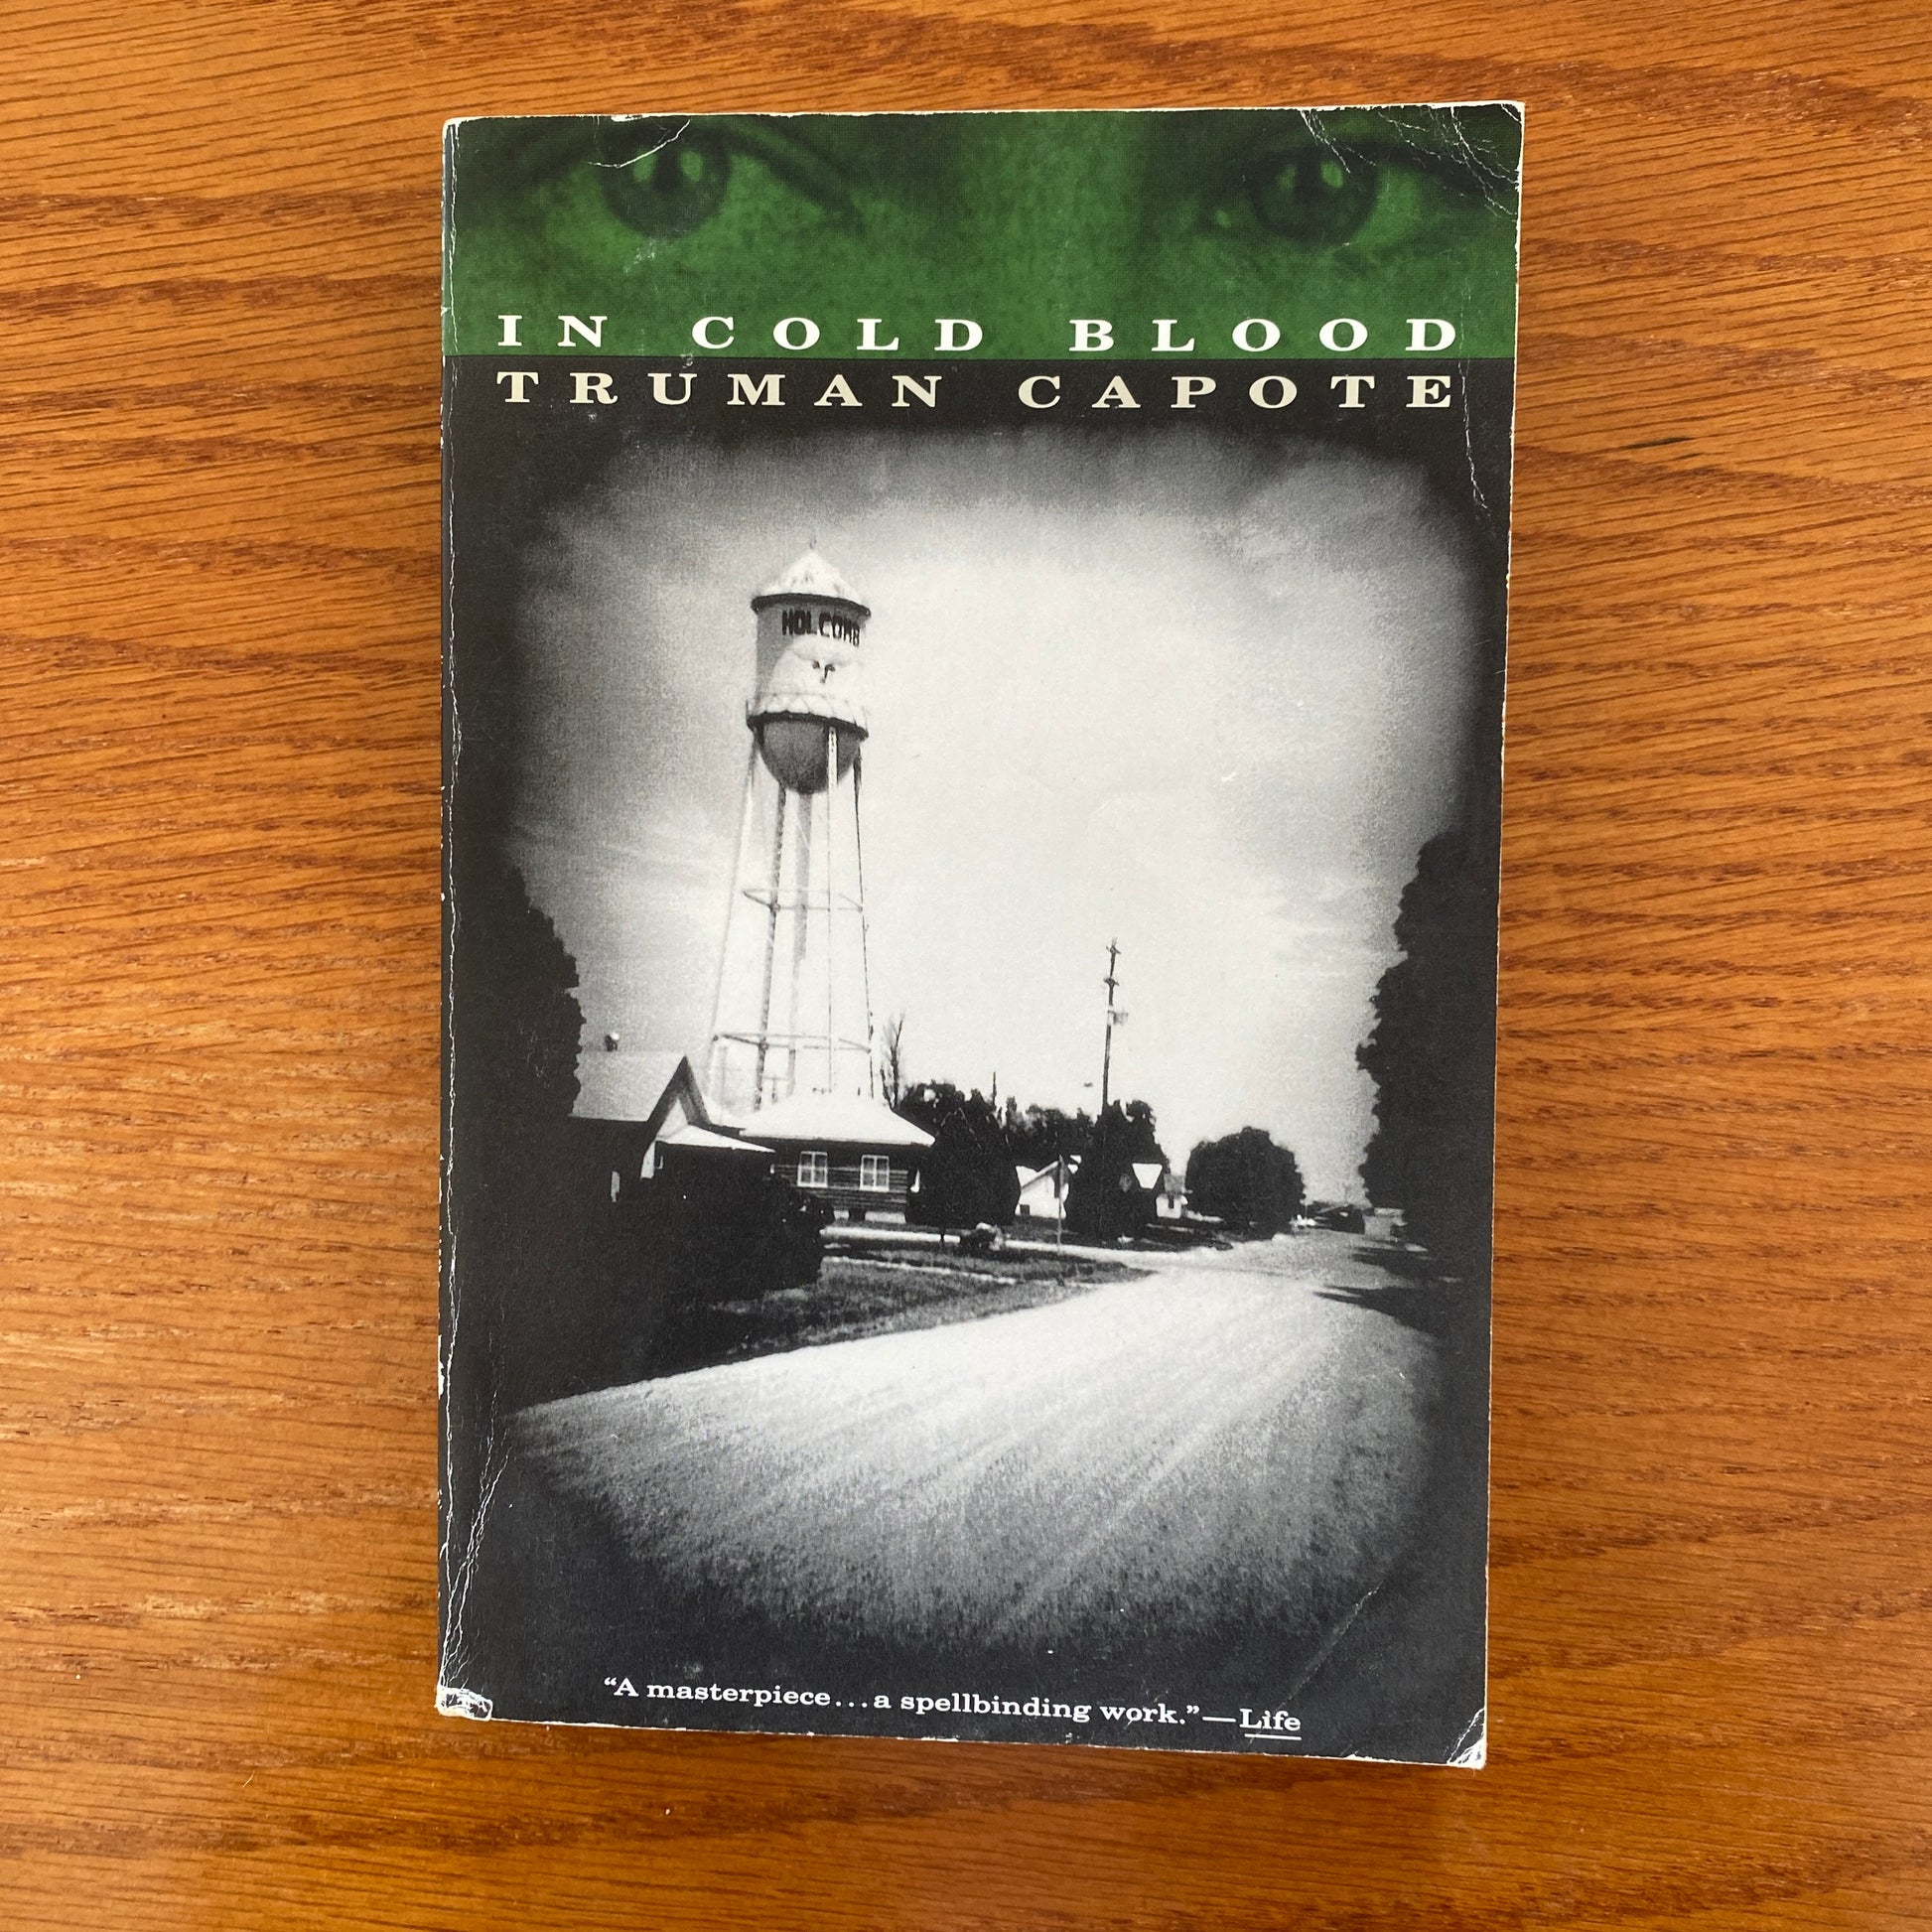 IN COLD BLOOD
TRUMAN CAPOTE
HOLCOMB
“A masterpiece...a spellbinding work.”—Life